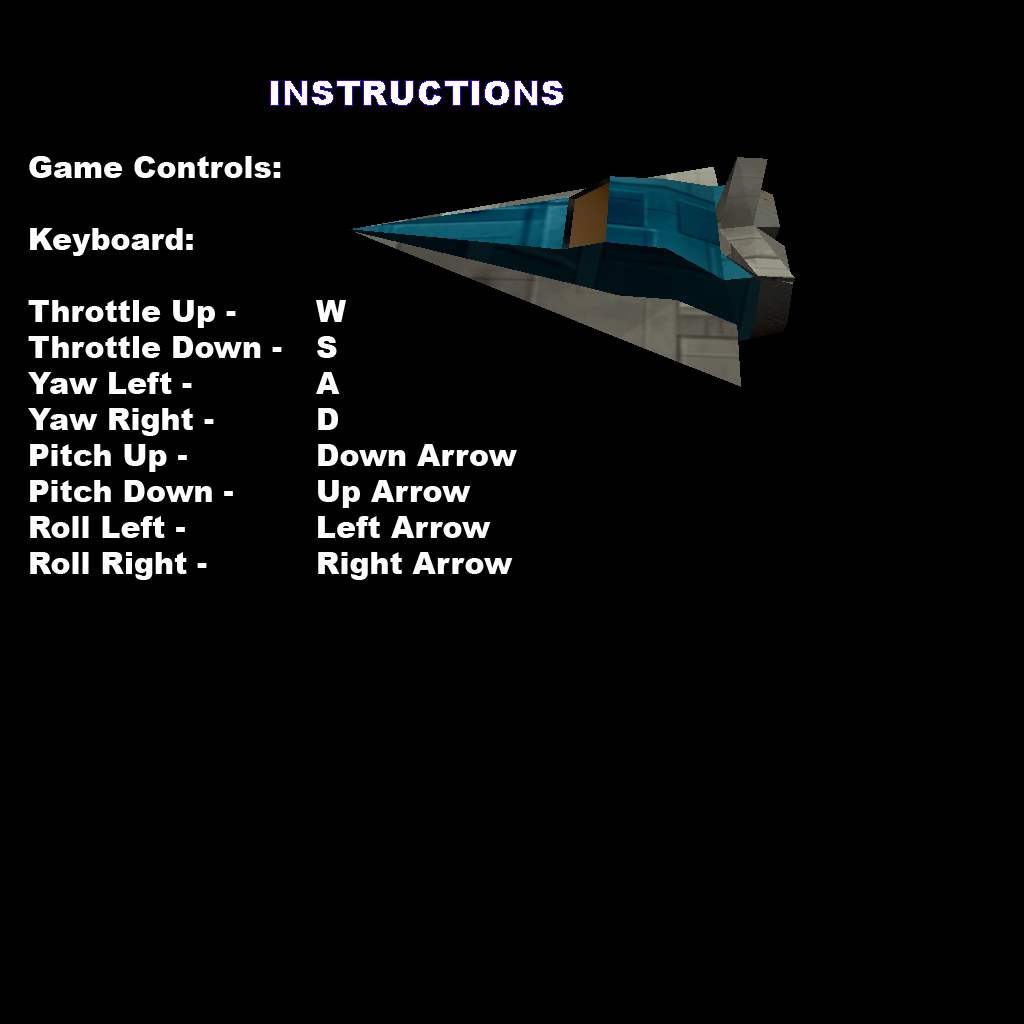 INSTRUCTIONS
Game Controls:
Keyboard:
Throttle Up - W
Throttle Down - S
Yaw Left - A
Yaw Right - D
Pitch Up - Down Arrow
Pitch Down - Up Arrow
Roll Left - Left Arrow
Roll Right - Right Arrow